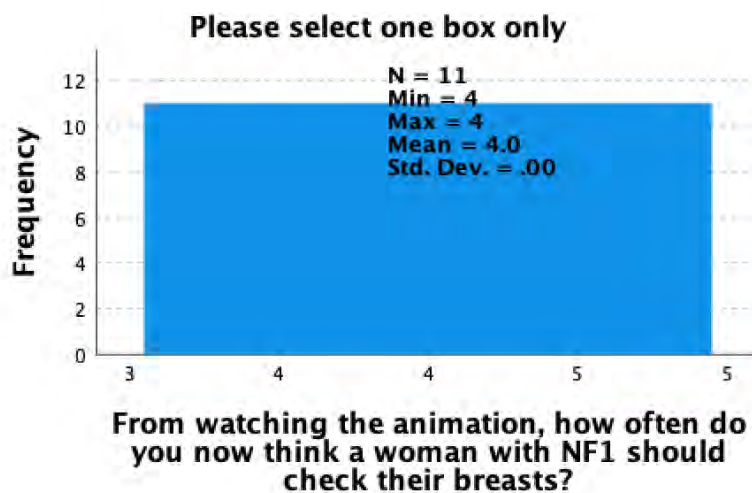 Please select one box only
N = 11
Min = 4
Max = 4
Mean = 4.0
Std. Dev. = .00
Frequency
12
10
8
6
4
2
0
3 4 4 5 5
From watching the animation, how often do
you now think a woman with NF1 should
check their breasts?